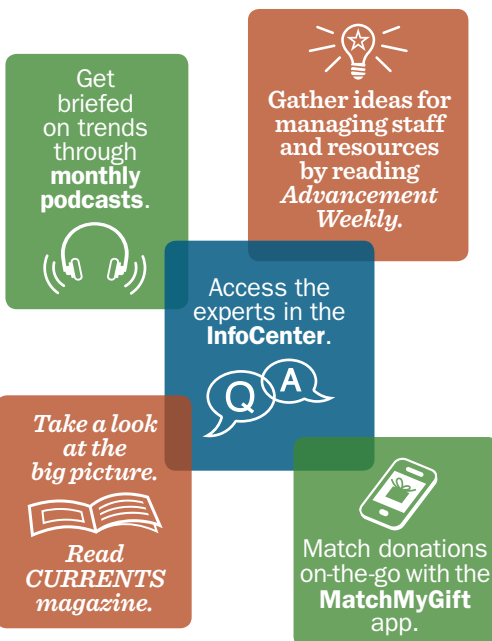 Get
briefed
on trends
through
monthly
podcasts.
Gather ideas for
managing staff
and resources
by reading
Advancement
Weekly.
Access the
experts in the
InfoCenter.
Q A
Take a look
at the
big picture.
Read
CURRENTS
magazine.
Match donations
on-the-go with the
MatchMyGift
app.